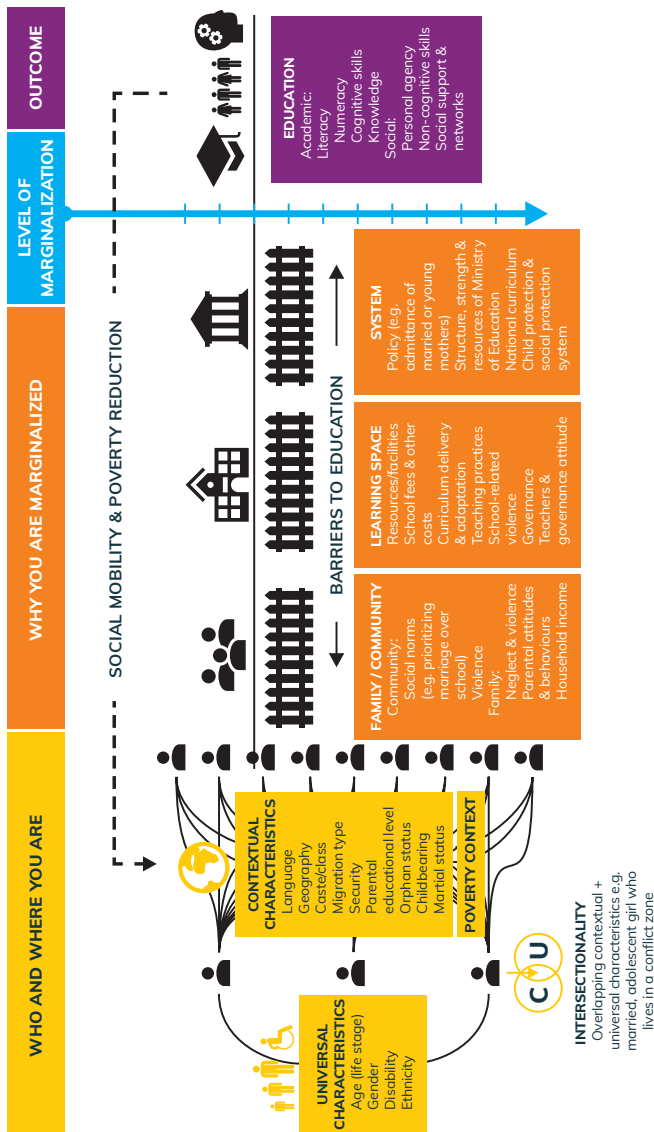 WHO AND WHERE YOU ARE
WHY YOU ARE MARGINALIZED
LEVEL OF
MARGINALIZATION
OUTCOME
SOCIAL MOBILITY & POVERTY REDUCTION
UNIVERSAL
CHARACTERISTICS
Age (life stage)
Gender
Disability
Ethnicity
CONTEXTUAL
CHARACTERISTICS
Language
Geography
Caste/class
Migration type
Security
Parental
educational level
Orphan status
Childbearing
Martial status
POVERTY CONTEXT
C U
INTERSECTIONALITY
Overlapping contextual +
universal characteristics e.g.
married, adolescent girl who
lives in a conflict zone
BARRIERS TO EDUCATION
FAMILY / COMMUNITY
Community:
Social norms
(e.g. prioritizing
marriage over
school)
Violence
Family:
Neglect & violence
Parental attitudes
& behaviours
Household income
LEARNING SPACE
Resources/facilities
School fees & other
costs
Curriculum delivery
& adaptation
Teaching practices
School-related
violence
Governance
Teachers &
governance attitude
SYSTEM
Policy (e.g.
admittance of
married or young
mothers)
Structure, strength &
resources of Ministry
of Education
National curriculum
Child protection &
social protection
system
EDUCATION
Academic:
Literacy
Numeracy
Cognitive skills
Knowledge
Social:
Personal agency
Non-cognitive skills
Social support &
networks